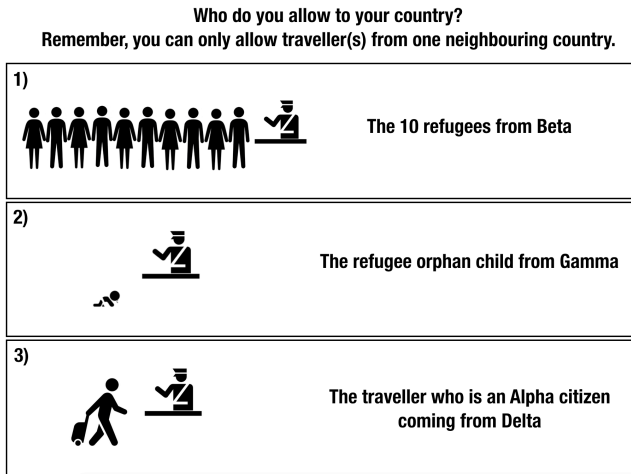 Who do you allow to your country?
Remember, you can only allow traveller(s) from one neighbouring country.
1)
The 10 refugees from Beta
2)
The refugee orphan child from Gamma
3)
The traveller who is an Alpha citizen
coming from Delta